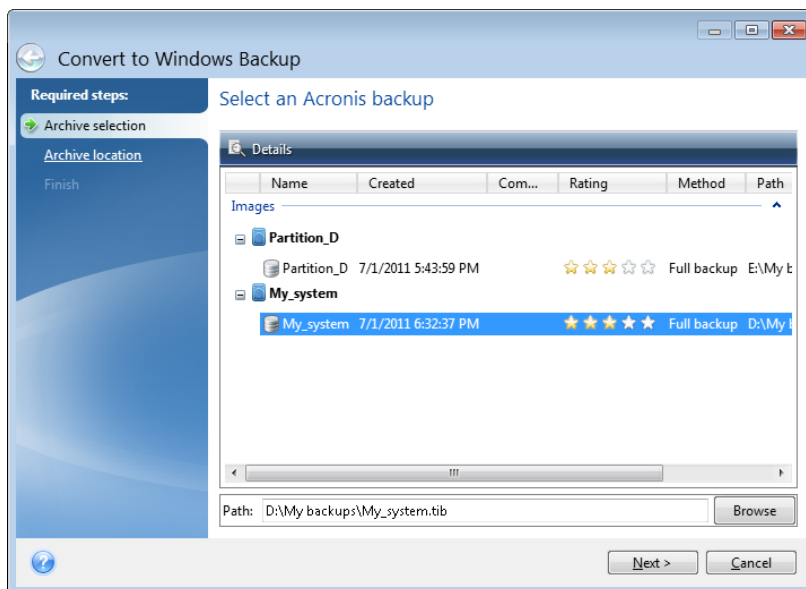 Convert to Windows Backup
Required steps:
Archive selection
Archive location
Finish
Select an Acronis backup
Details
Name Created Com... Rating Method Path
Images
Partition_D
Partition_D 7/1/2011 5:43:59 PM Full backup E:\My b
My_system
My_system 7/1/2011 6:32:37 PM Full backup D:\My b
Path: D:\My backups\My_system.tib Browse
Next > Cancel